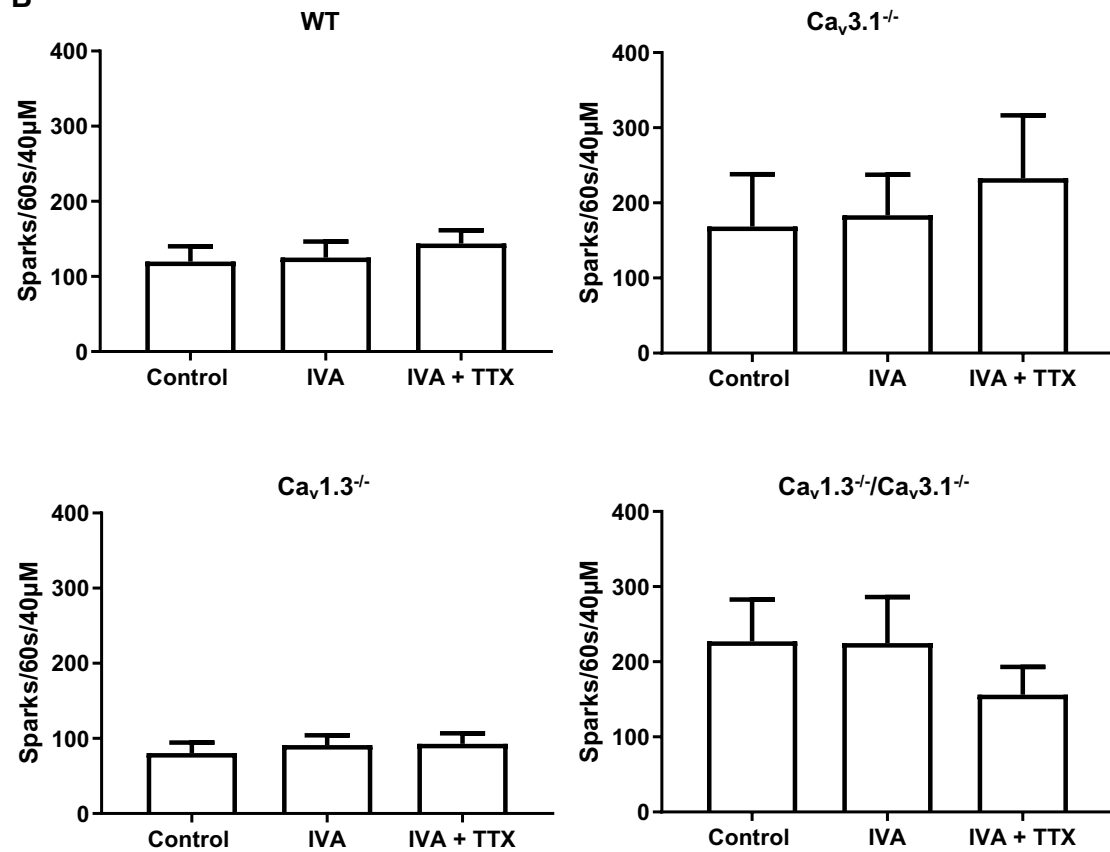 B
WT
Sparks/60s/40µM
400
300
200
100
0
Control IVA IVA + TTX
Cav3.1-/-
Sparks/60s/40µM
400
300
200
100
0
Control IVA IVA + TTX
Cav1.3-/-
Sparks/60s/40µM
400
300
200
100
0
Control IVA IVA + TTX
Cav1.3-/-/Cav3.1-/-
Sparks/60s/40µM
400
300
200
100
0
Control IVA IVA + TTX